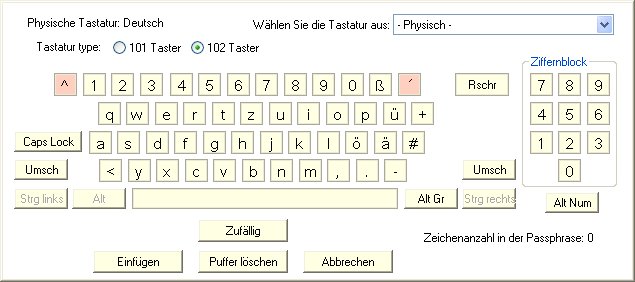 Physische Tastatur: Deutsch Wählen Sie die Tastatur aus: - Physisch -
Tastatur type: 101 Taster 102 Taster
Ziffernblock
^ 1 2 3 4 5 6 7 8 9 0 ß ´ Rschr 7 8 9
q w e r t z u i o p ü + 4 5 6
Caps Lock a s d f g h j k l ö ä # 1 2 3
Umsch < y x c v b n m , . - Umsch 0
Strg links Alt Alt Gr Strg rechts Alt Num
Zufällig
Zeichenanzahl in der Passphrase: 0
Einfügen Puffer löschen Abbrechen